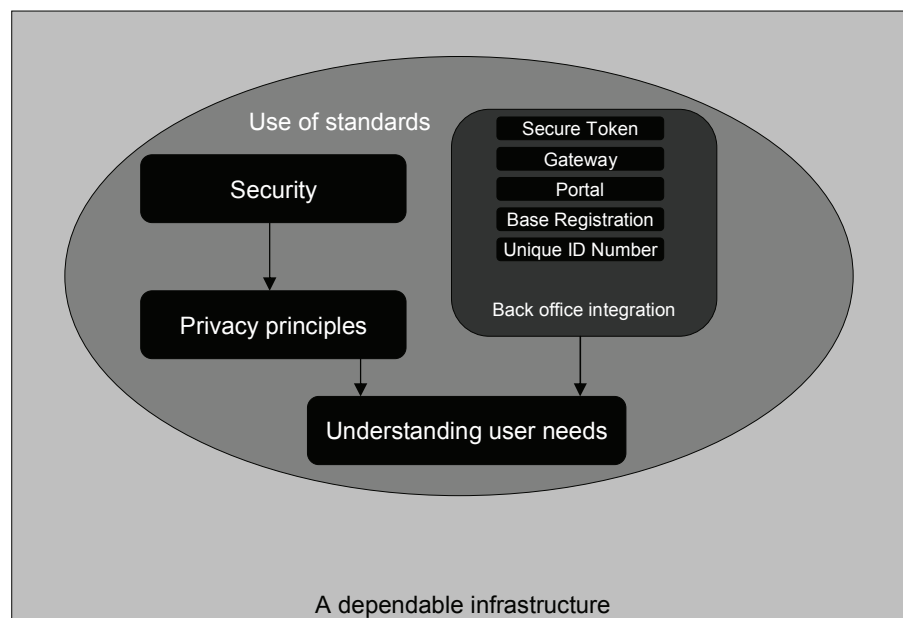 Use of standards
Security
Privacy principles
Secure Token
Gateway
Portal
Base Registration
Unique ID Number
Back office integration
Understanding user needs
A dependable infrastructure